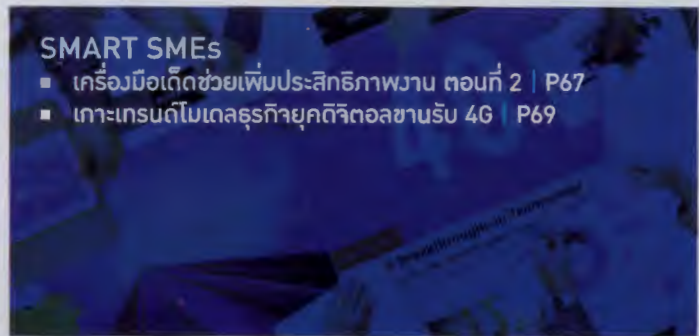 SMART SMEs
▪ เครื่องมือเด็ดช่วยเพิ่มประสิทธิภาพงาน ตอนที่ 2 | P67
▪ เกาะเทรนด์โมเดลธุรกิจยุคดิจิตอลขานรับ 4G | P69
4G